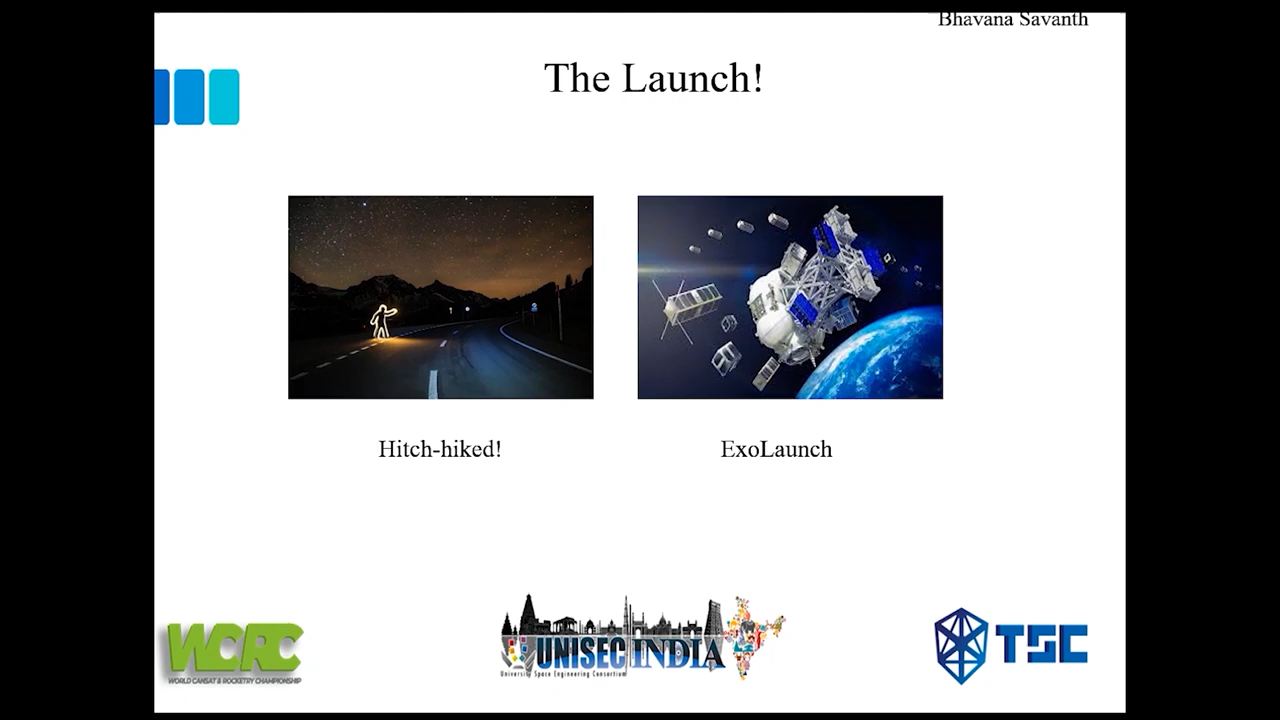 Bhavana Savanth
The Launch!
Hitch-hiked!
ExoLaunch
WCRC
WORLD CANSAT & ROCKETRY CHAMPIONSHIP
UNISEC INDIA
University Space Engineering Consortium
TSC